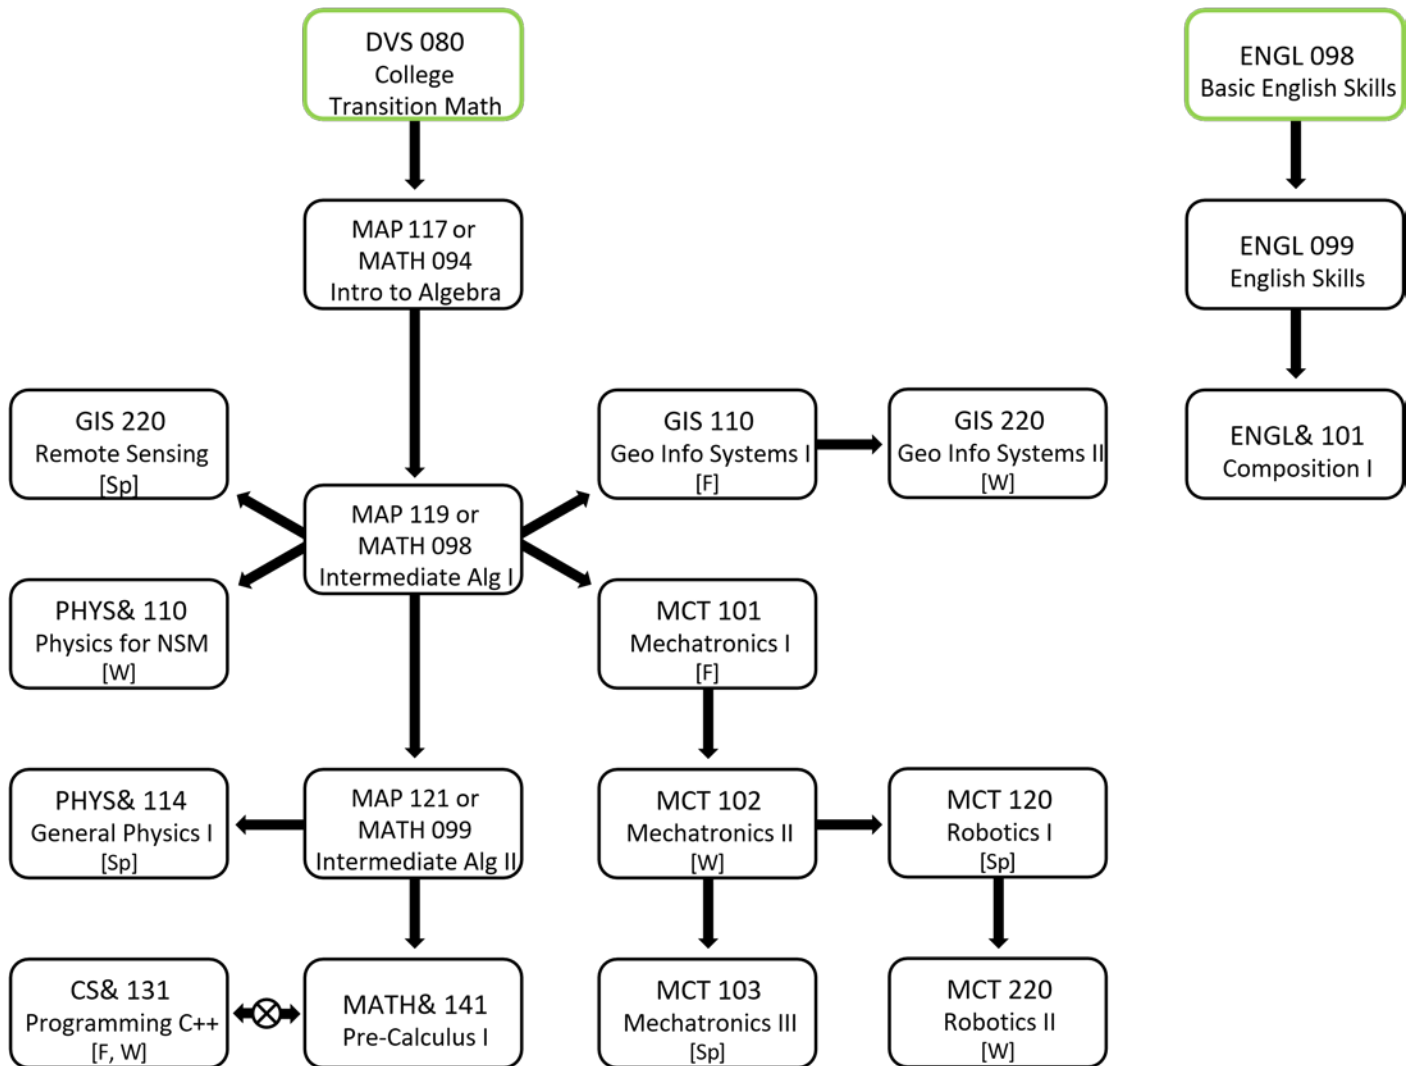 DVS 080
College
Transition Math
ENGL 098
Basic English Skills
MAP 117 or
MATH 094
Intro to Algebra
ENGL 099
English Skills
GIS 220
Remote Sensing
[Sp]
GIS 110
Geo Info Systems I
[F]
GIS 220
Geo Info Systems II
[W]
ENGL& 101
Composition I
MAP 119 or
MATH 098
Intermediate Alg I
PHYS& 110
Physics for NSM
[W]
MCT 101
Mechatronics I
[F]
PHYS& 114
General Physics I
[Sp]
MAP 121 or
MATH 099
Intermediate Alg II
MCT 102
Mechatronics II
[W]
MCT 120
Robotics I
[Sp]
CS& 131
Programming C++
[F, W]
MATH& 141
Pre-Calculus I
MCT 103
Mechatronics III
[Sp]
MCT 220
Robotics II
[W]